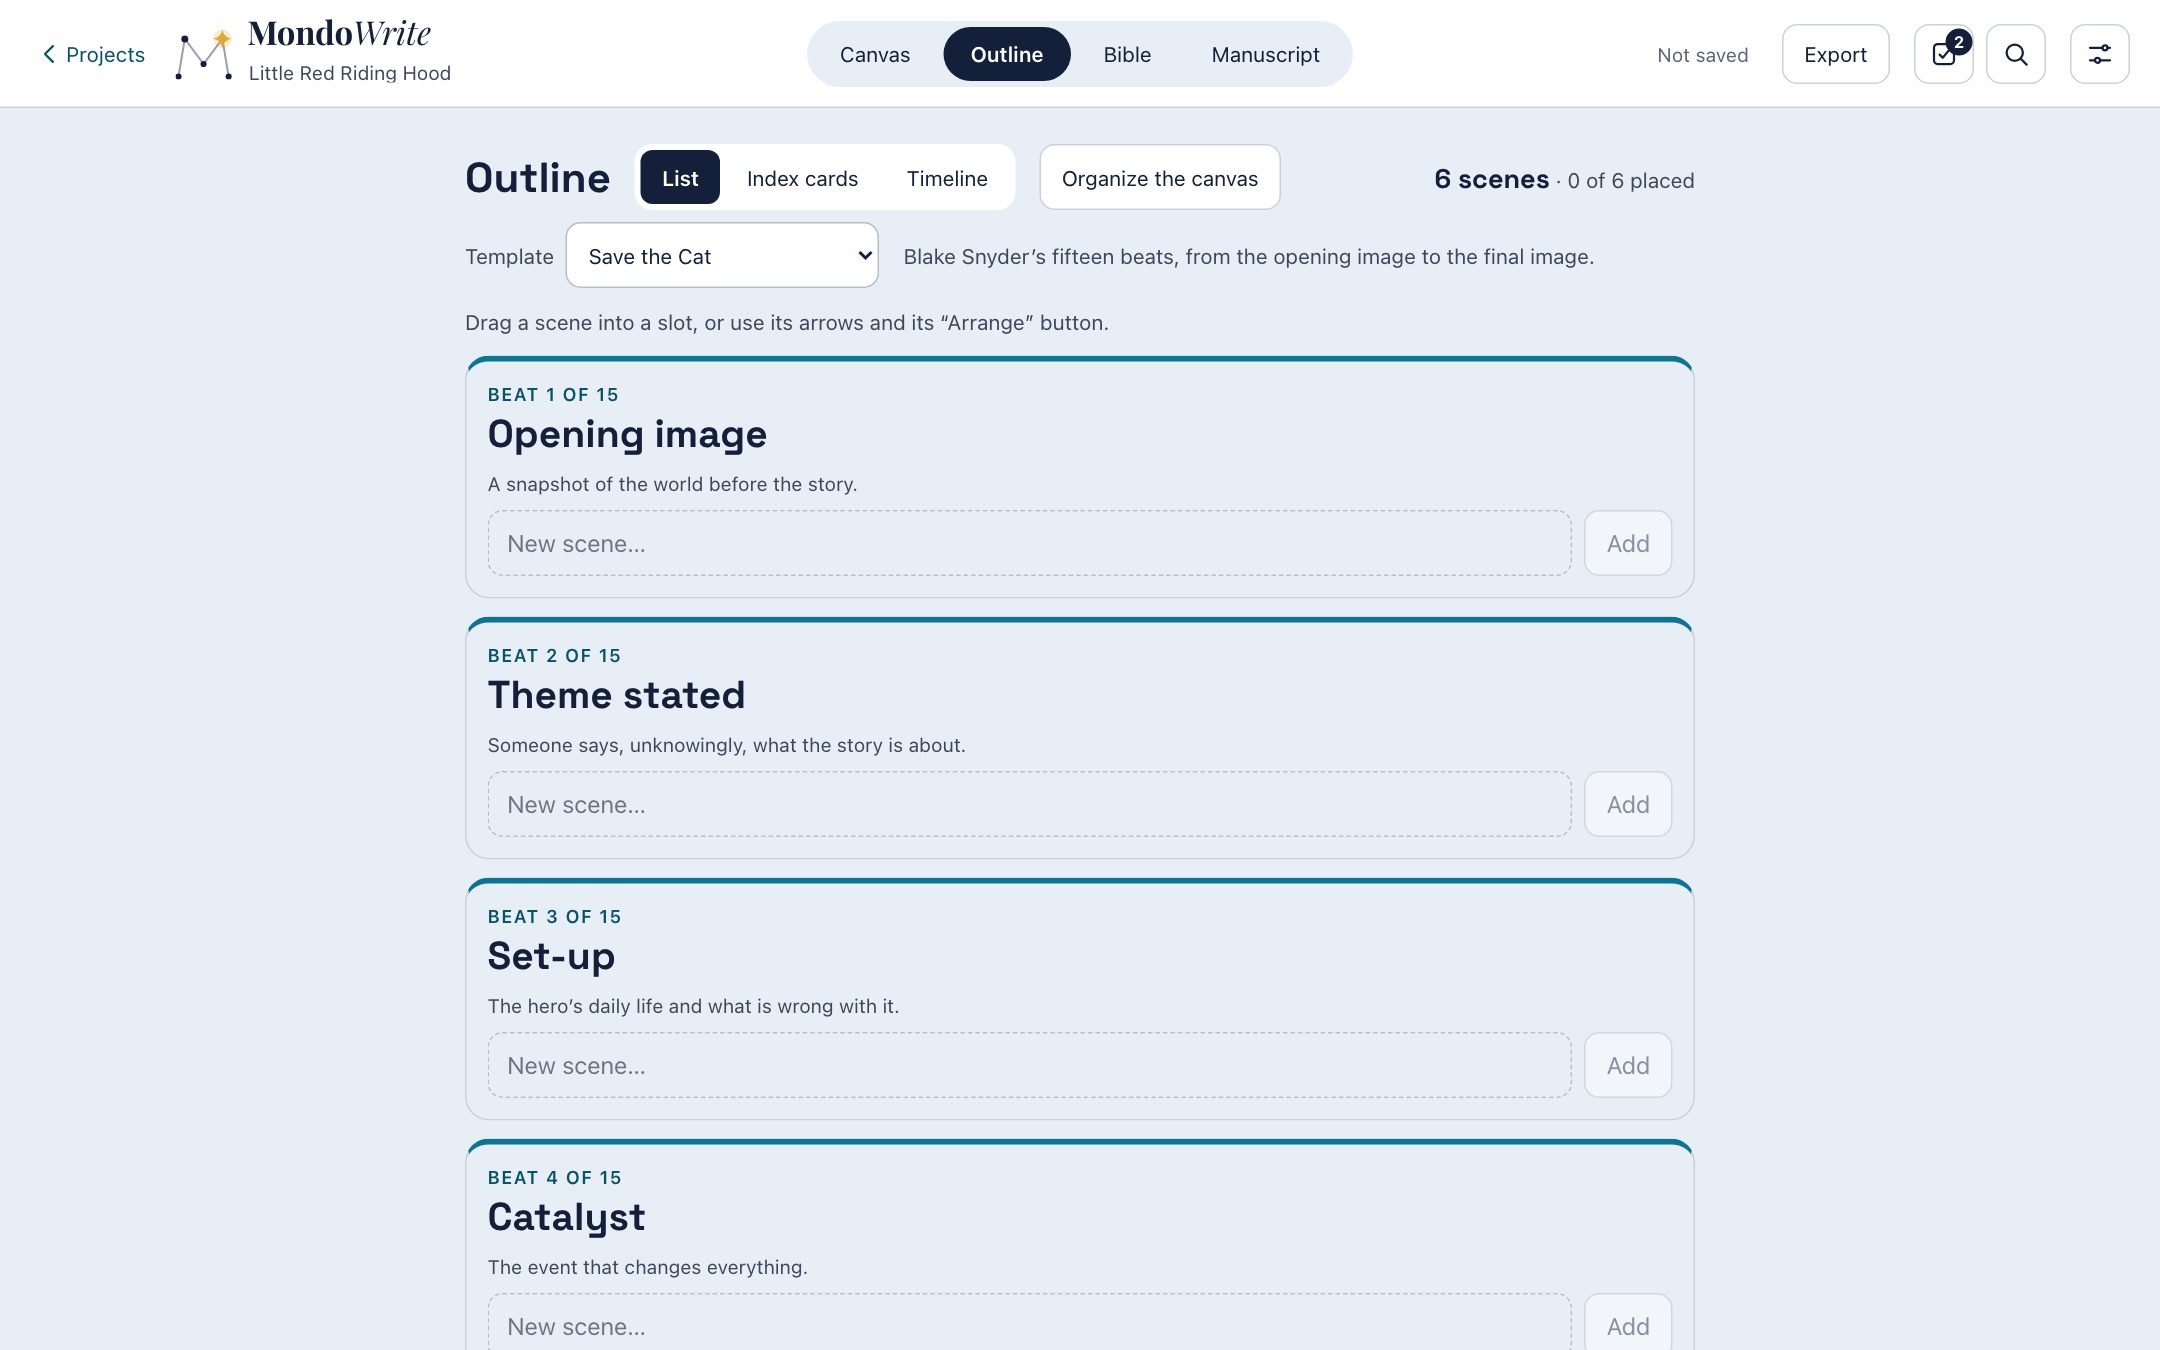 Projects
MondoWrite
Little Red Riding Hood
Canvas
Outline
Bible
Manuscript
Not saved
Export
2
Outline
List
Index cards
Timeline
Organize the canvas
6 scenes · 0 of 6 placed
Template
Save the Cat
Blake Snyder’s fifteen beats, from the opening image to the final image.
Drag a scene into a slot, or use its arrows and its “Arrange” button.
BEAT 1 OF 15
Opening image
A snapshot of the world before the story.
New scene…
Add
BEAT 2 OF 15
Theme stated
Someone says, unknowingly, what the story is about.
New scene…
Add
BEAT 3 OF 15
Set-up
The hero’s daily life and what is wrong with it.
New scene…
Add
BEAT 4 OF 15
Catalyst
The event that changes everything.
New scene…
Add